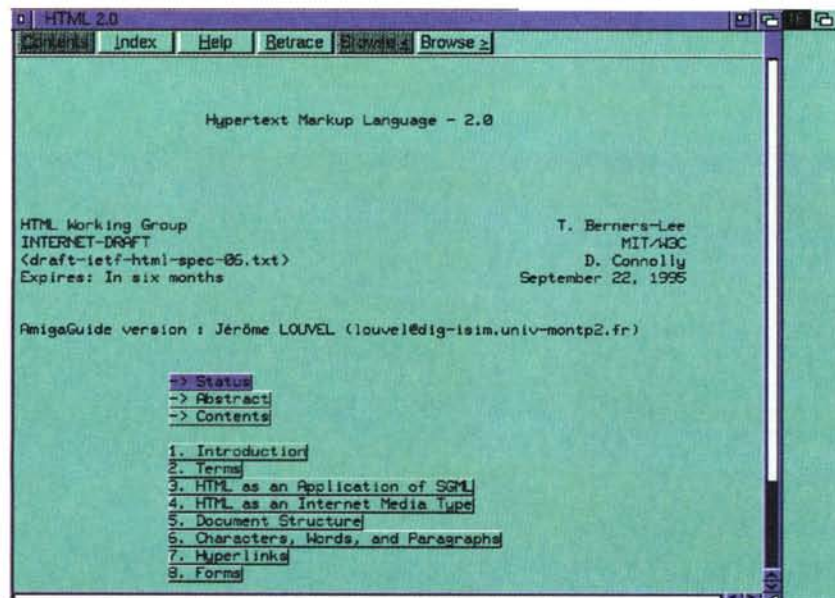 HTML 2.0
Contents Index Help Retrace Browse < Browse >
Hypertext Markup Language - 2.0
HTML Working Group T. Berners-Lee
INTERNET-DRAFT MIT/W3C
<draft-ietf-html-spec-06.txt> D. Connolly
Expires: In six months September 22, 1995
AmigaGuide version : Jérôme LOUVEL (louvel@dig-isim.univ-montp2.fr)
-> Status
-> Abstract
-> Contents
1. Introduction
2. Terms
3. HTML as an Application of SGML
4. HTML as an Internet Media Type
5. Document Structure
6. Characters, Words, and Paragraphs
7. Hyperlinks
8. Forms